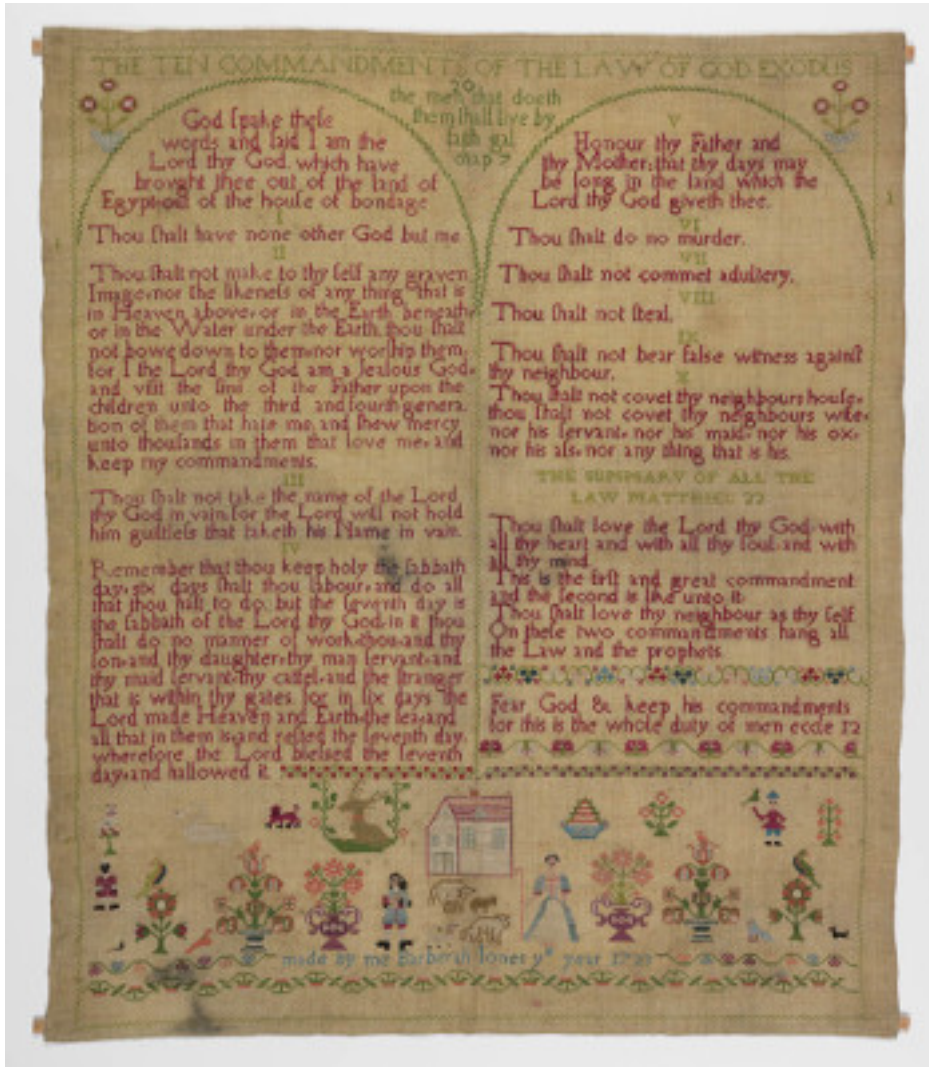 THE TEN COMMANDMENTS OF THE LAW OF GOD EXODUS
20
the men that doeth
them shall live by
faith gal
chap
God ſpake theſe
words and ſaid I am the
Lord thy God which have
brought thee out of the land of
Egypt out of the houſe of bondage
I
Thou ſhalt have none other God but me
II
Thou ſhalt not make to thy ſelf any graven
Image nor the likeneſs of any thing that is
in Heaven above or in the Earth beneath
or in the Water under the Earth thou ſhalt
not bowe down to them nor worſhip them
for I the Lord thy God am a Jealous God
and viſit the ſins of the Father upon the
children unto the third and fourth genera
tion of them that hate me and ſhew mercy
unto thouſands in them that love me and
keep my commandments.
III
Thou ſhalt not take the name of the Lord
thy God in vain for the Lord will not hold
him guiltleſs that taketh his Name in vain.
IV
Remember that thou keep holy the ſabbath
day six days ſhalt thou labour and do all
that thou haſt to do but the ſeventh day is
the ſabbath of the Lord thy God in it thou
ſhalt do no manner of work thou and thy
ſon and thy daughter thy man ſervant and
thy maid ſervant thy cattel and the ſtranger
that is within thy gates for in ſix days the
Lord made Heaven and Earth the ſea and
all that in them is and reſted the ſeventh day
wherefore the Lord bleſsed the ſeventh
day and hallowed it
V
Honour thy Father and
thy Mother that thy days may
be long in the land which the
Lord thy God giveth thee.
VI
Thou ſhalt do no murder.
VII
Thou ſhalt not commet adultery.
VIII
Thou ſhalt not ſteal.
IX
Thou ſhalt not bear falſe witneſs againſt
thy neighbour.
X
Thou ſhalt not covet thy neighbours houſe
thou ſhalt not covet thy neighbours wife
nor his ſervant nor his maid nor his ox
nor his aſs nor any thing that is his.
THE SUMMARY OF ALL THE
LAW MATTHEU 22
Thou ſhalt love the Lord thy God with
all thy heart and with all thy ſoul and with
all thy mind
This is the firſt and great commandment
and the ſecond is like unto it
Thou ſhalt love thy neighbour as thy ſelf
On theſe two commandments hang all
the Law and the prophets
Fear God & keep his commandments
for this is the whole duty of men eccle 12
made by me Barberah Jones yᵉ year